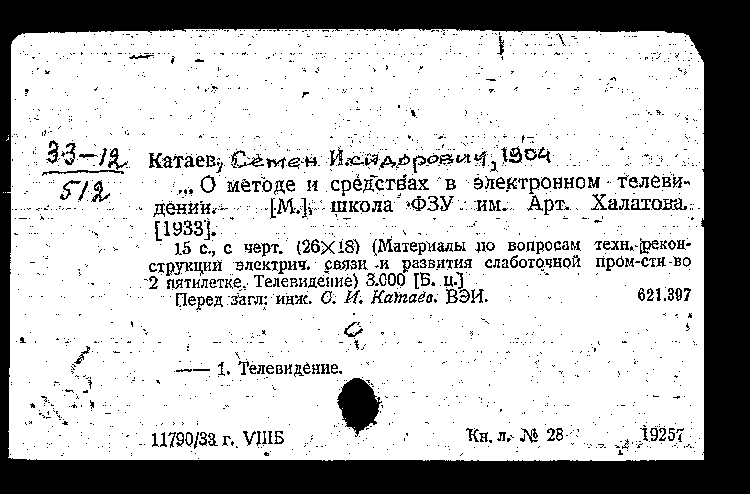 33-12
512
Катаев, Семен Исидорович, 1904
... О методе и средствах в электронном телеви-
дении.— [М.], школа ФЗУ им. Арт. Халатова.
[1933].
15 с., с черт. (26×18) (Материалы по вопросам техн. рекон-
струкции электрич. связи и развития слаботочной пром-сти во
2 пятилетке. Телевидение) 3.000 [Б. ц.]
Перед загл: инж. С. И. Катаев. ВЭИ. 621.397
— 1. Телевидение.
11790/33 г. VIIIБ Кн. л. № 28 19257